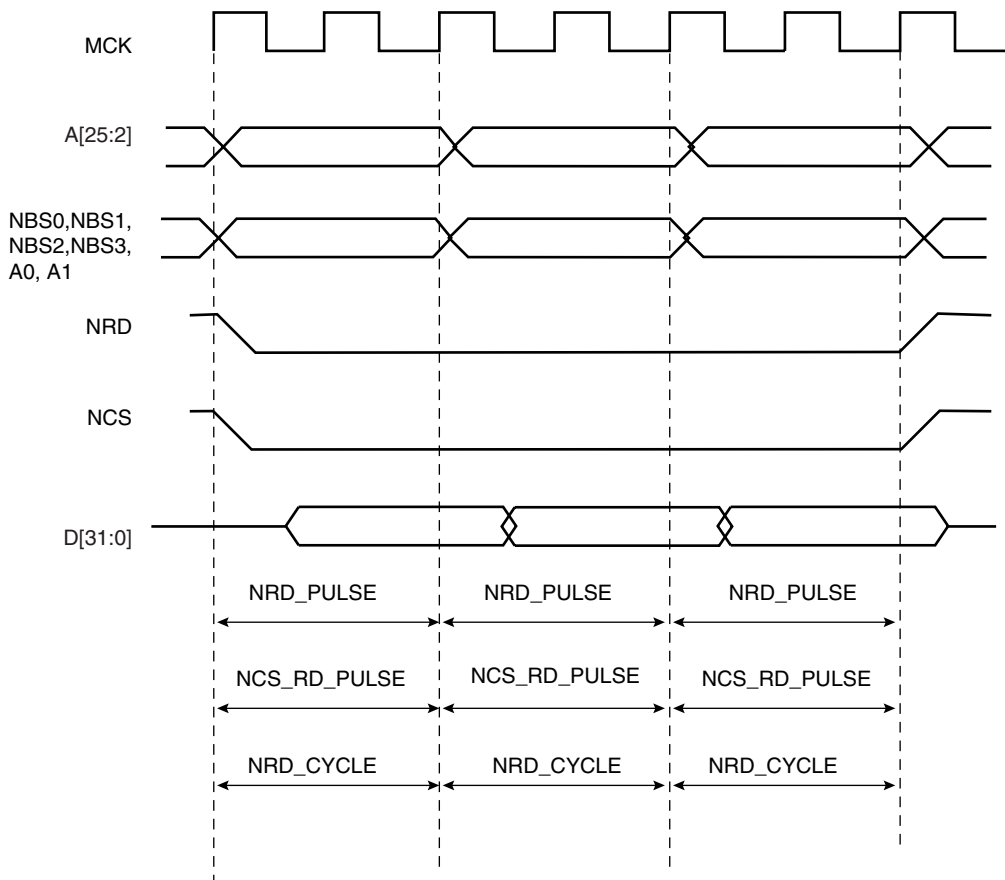 MCK
A[25:2]
NBS0,NBS1,
NBS2,NBS3,
A0, A1
NRD
NCS
D[31:0]
NRD_PULSE NRD_PULSE NRD_PULSE
NCS_RD_PULSE NCS_RD_PULSE NCS_RD_PULSE
NRD_CYCLE NRD_CYCLE NRD_CYCLE